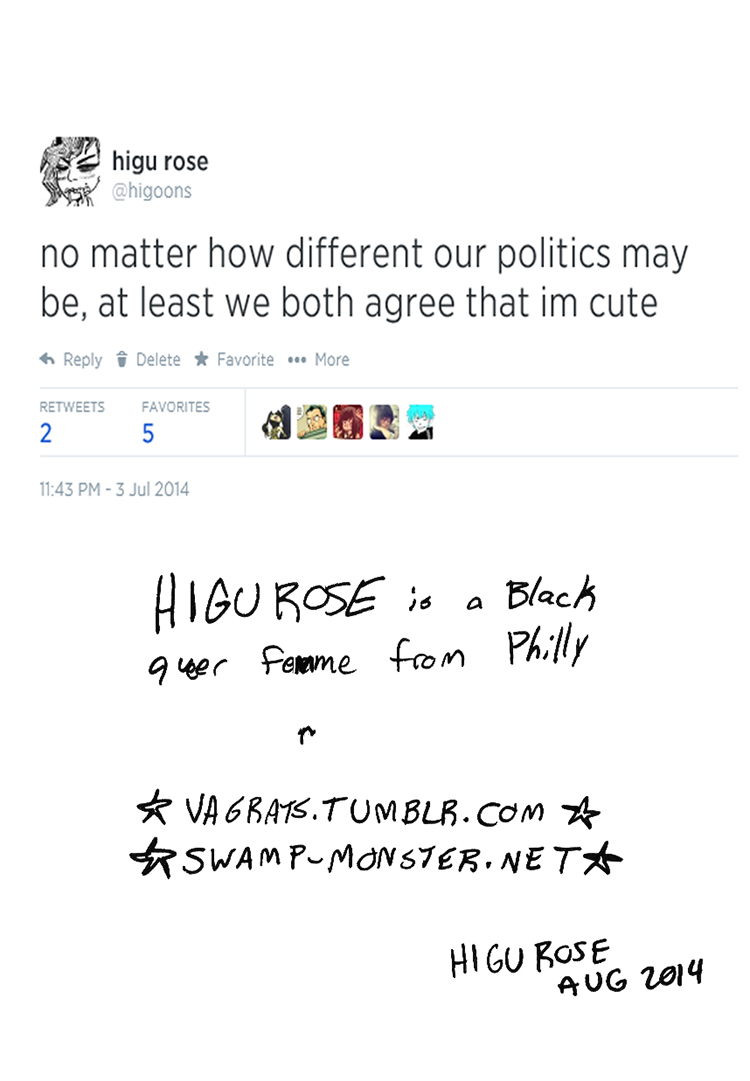 higu rose
@higoons
no matter how different our politics may
be, at least we both agree that im cute
Reply Delete Favorite More
RETWEETS FAVORITES
2 5
11:43 PM - 3 Jul 2014
HIGU ROSE is a Black
queer femme from Philly
r
VAGRATS.TUMBLR.COM
SWAMP-MONSTER.NET
HIGU ROSE
AUG 2014